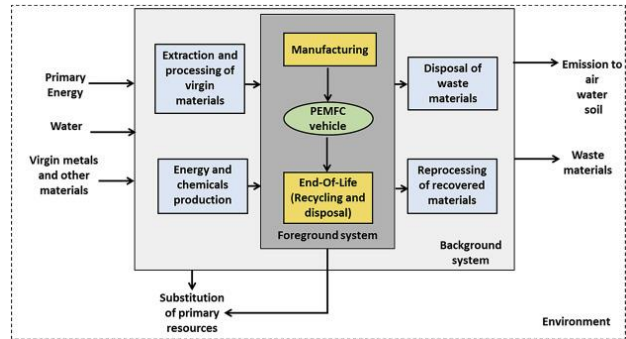 Primary
Energy
Water
Virgin metals
and other
materials
Extraction and
processing of
virgin
materials
Energy and
chemicals
production
Manufacturing
PEMFC
vehicle
End-Of-Life
(Recycling and
disposal)
Foreground system
Disposal of
waste
materials
Reprocessing
of recovered
materials
Background
system
Emission to
air
water
soil
Waste
materials
Substitution
of primary
resources
Environment